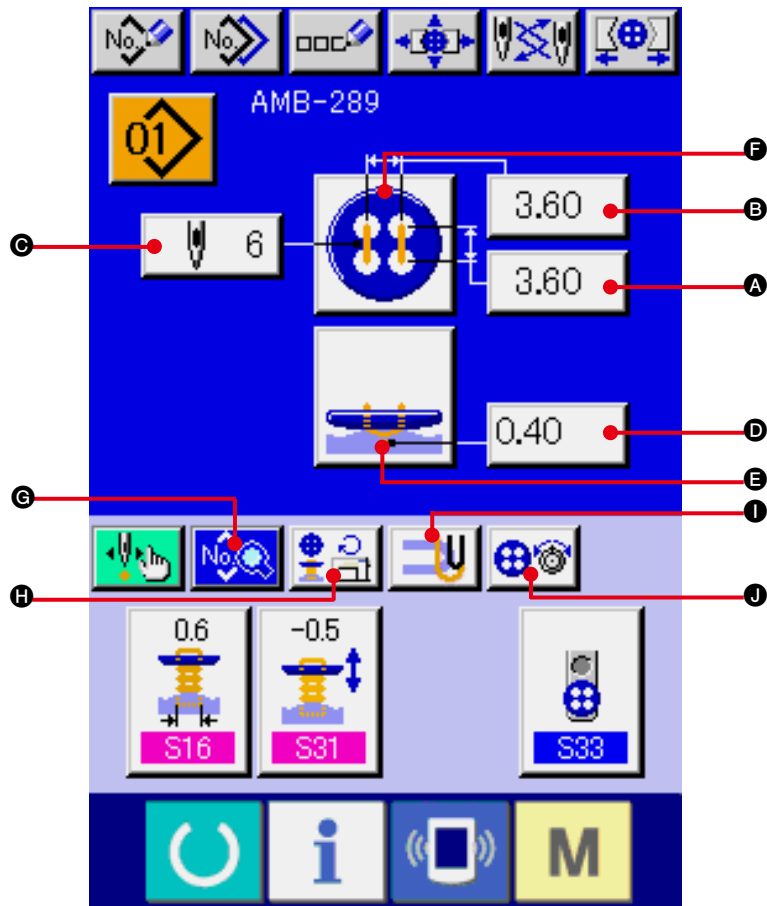 No. No.
AMB-289
01
F
3.60 B
C 6
3.60 A
0.40 D
E
G I
No.
H J
0.6 -0.5
S16 S31 S33
i M